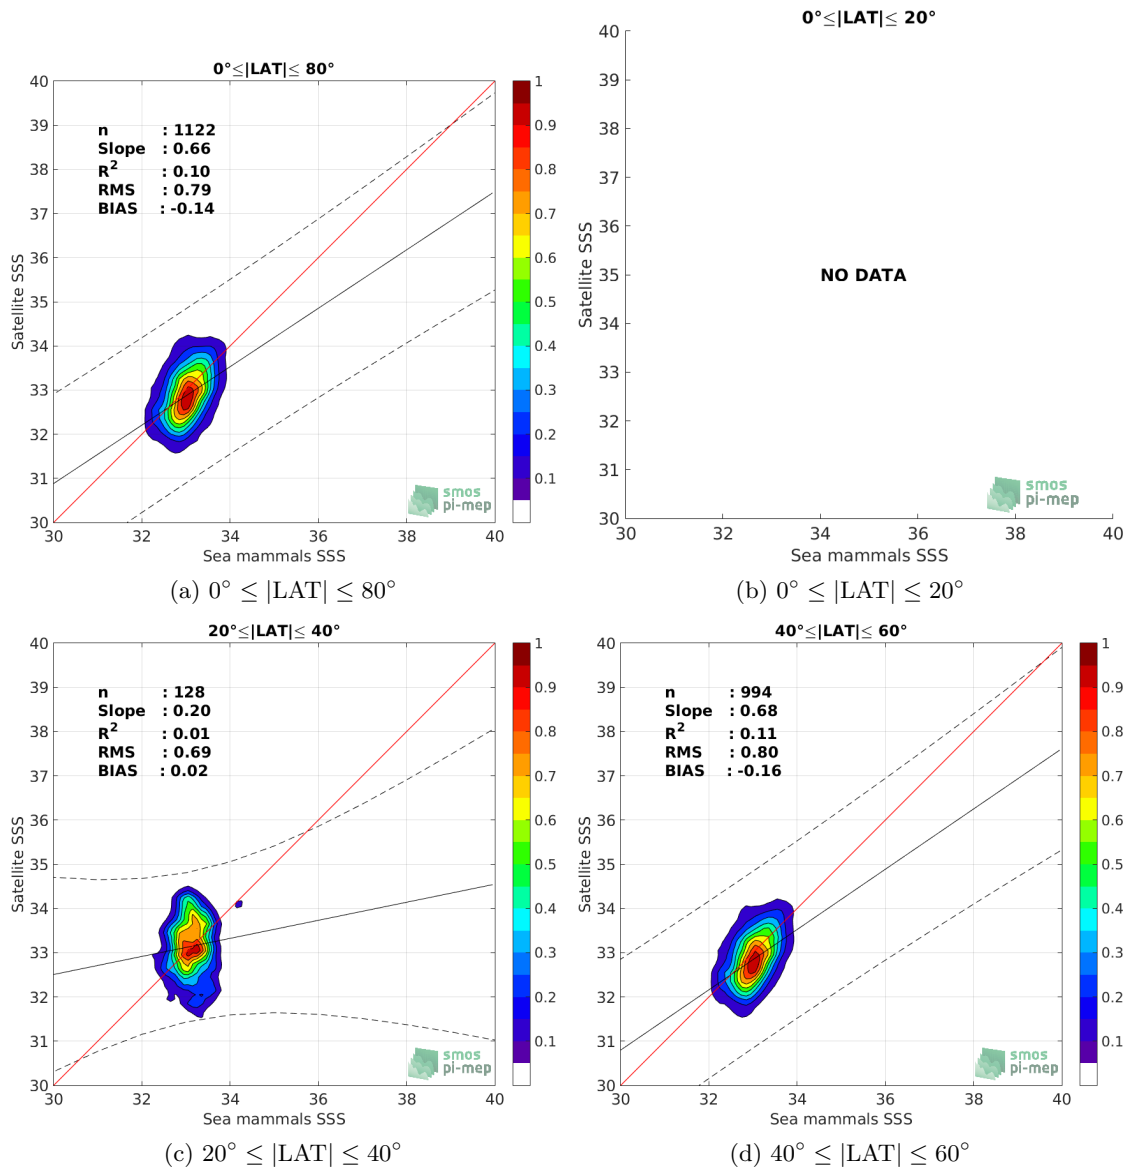 0°≤|LAT|≤ 80°
40
39
38
37
36
35
34
33
32
31
30
n : 1122
Slope : 0.66
R2 : 0.10
RMS : 0.79
BIAS : -0.14
Satellite SSS
30 32 34 36 38 40
Sea mammals SSS
1
0.9
0.8
0.7
0.6
0.5
0.4
0.3
0.2
0.1
smos
pi-mep
(a) 0° ≤ |LAT| ≤ 80°
0°≤|LAT|≤ 20°
40
39
38
37
36
35
34
33
32
31
30
NO DATA
Satellite SSS
30 32 34 36 38 40
Sea mammals SSS
smos
pi-mep
(b) 0° ≤ |LAT| ≤ 20°
20°≤|LAT|≤ 40°
40
39
38
37
36
35
34
33
32
31
30
n : 128
Slope : 0.20
R2 : 0.01
RMS : 0.69
BIAS : 0.02
Satellite SSS
30 32 34 36 38 40
Sea mammals SSS
1
0.9
0.8
0.7
0.6
0.5
0.4
0.3
0.2
0.1
smos
pi-mep
(c) 20° ≤ |LAT| ≤ 40°
40°≤|LAT|≤ 60°
40
39
38
37
36
35
34
33
32
31
30
n : 994
Slope : 0.68
R2 : 0.11
RMS : 0.80
BIAS : -0.16
Satellite SSS
30 32 34 36 38 40
Sea mammals SSS
1
0.9
0.8
0.7
0.6
0.5
0.4
0.3
0.2
0.1
smos
pi-mep
(d) 40° ≤ |LAT| ≤ 60°